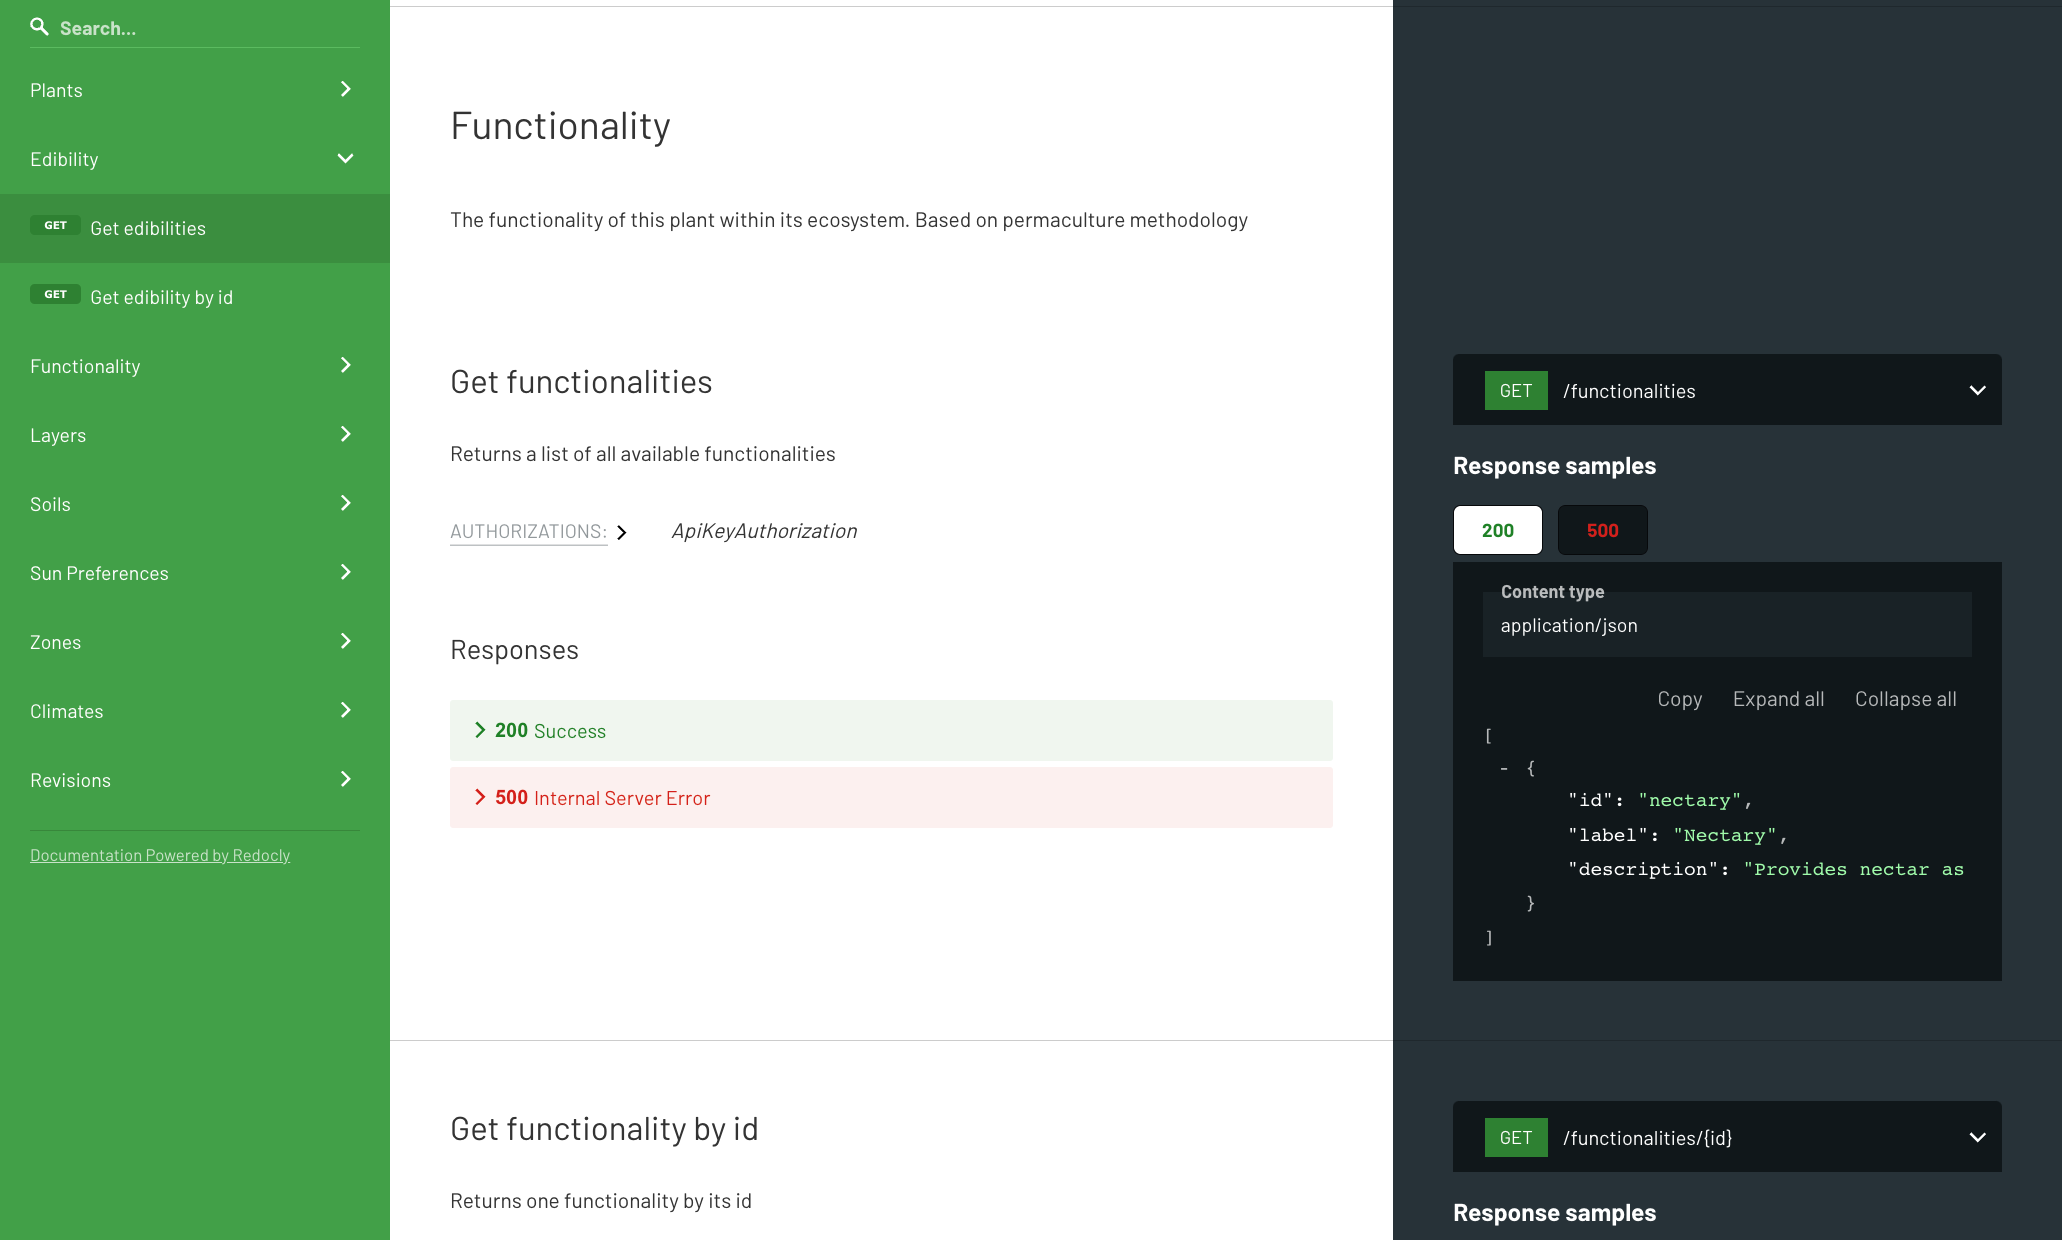 Search...
Plants
Edibility
GET Get edibilities
GET Get edibility by id
Functionality
Layers
Soils
Sun Preferences
Zones
Climates
Revisions
Documentation Powered by Redocly
Functionality
The functionality of this plant within its ecosystem. Based on permaculture methodology
Get functionalities
Returns a list of all available functionalities
AUTHORIZATIONS: ApiKeyAuthorization
Responses
200 Success
500 Internal Server Error
Get functionality by id
Returns one functionality by its id
GET /functionalities
Response samples
200 500
Content type
application/json
Copy Expand all Collapse all
[
- {
"id": "nectary",
"label": "Nectary",
"description": "Provides nectar as
}
]
GET /functionalities/{id}
Response samples